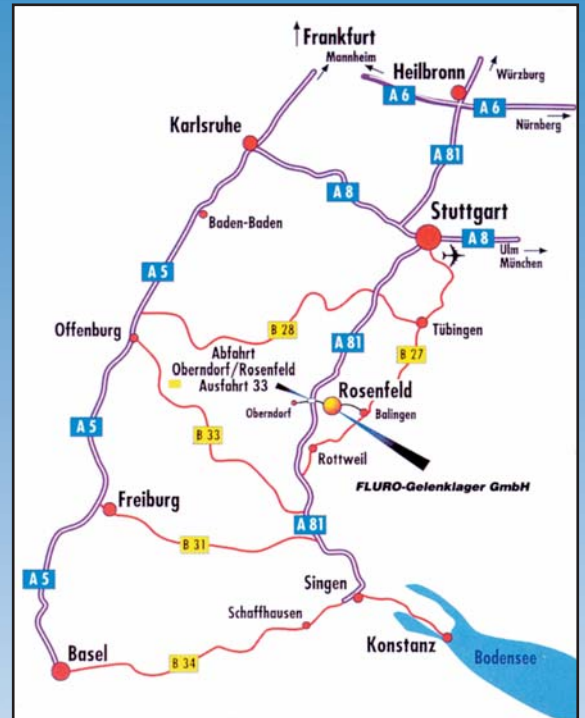 Frankfurt
Mannheim
Heilbronn
Würzburg
A 6
A 6
Nürnberg
Karlsruhe
A 81
A 8
Stuttgart
Baden-Baden
A 8
Ulm
München
A 5
Offenburg
B 28
Tübingen
Abfahrt
Oberndorf/Rosenfeld
Ausfahrt 33
A 81
B 27
Rosenfeld
Oberndorf
Balingen
A 5
B 33
Rottweil
FLURO-Gelenklager GmbH
Freiburg
A 81
B 31
A 5
Singen
Schaffhausen
Konstanz
Bodensee
Basel
B 34